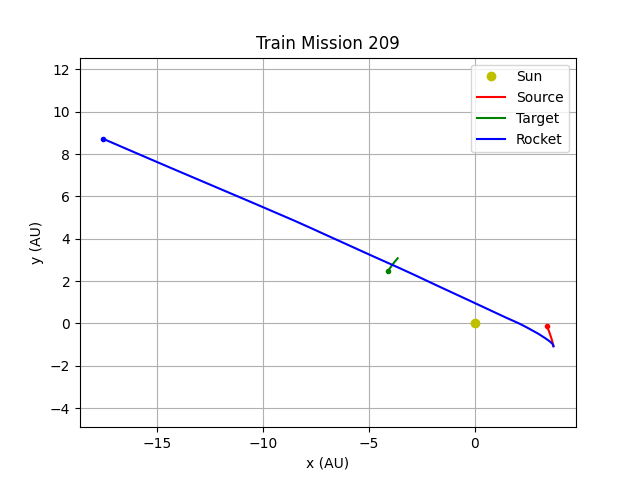 Train Mission 209
Sun
Source
Target
Rocket
12
10
8
6
4
2
0
−2
−4
y (AU)
−15
−10
−5
0
x (AU)